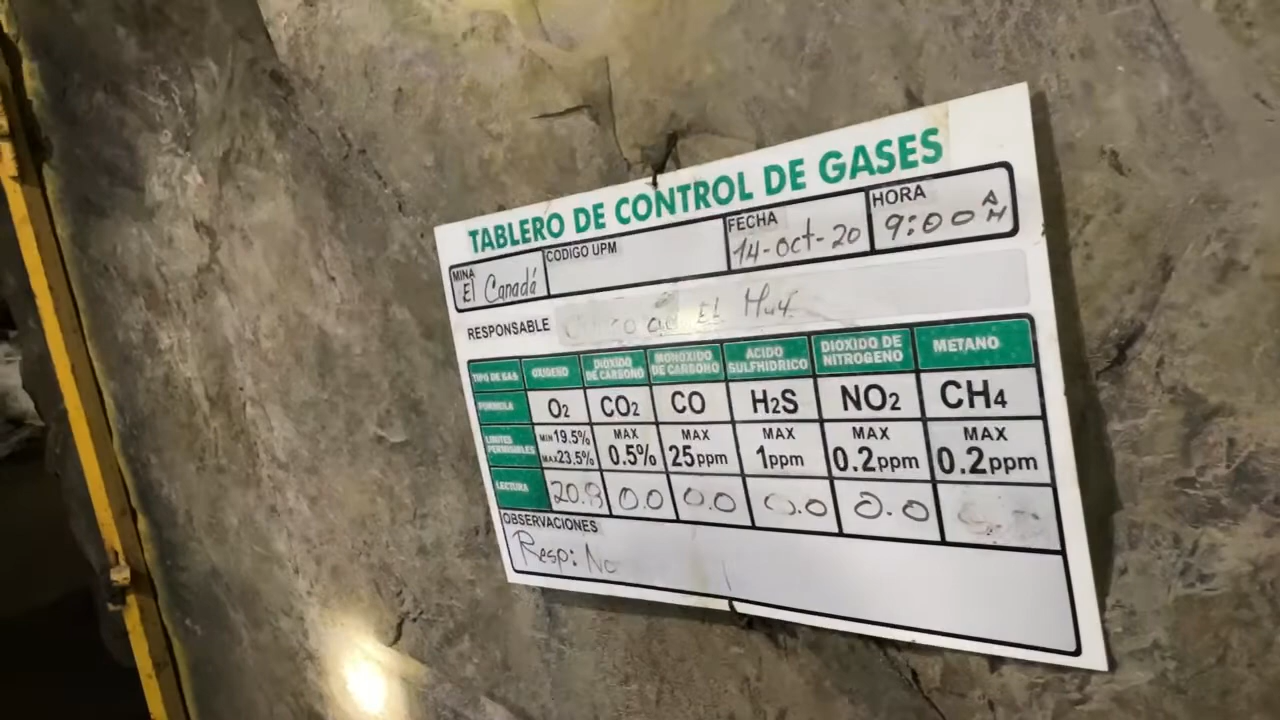 TABLERO DE CONTROL DE GASES
MINA El Canadá CODIGO UPM FECHA 14-oct-20 HORA 9:00 AM
RESPONSABLE El
TIPO DE GAS OXIGENO DIOXIDO DE CARBONO MONOXIDO DE CARBONO ACIDO SULFHIDRICO DIOXIDO DE NITROGENO METANO
FORMULA O2 CO2 CO H2S NO2 CH4
LIMITES PERMISIBLES MIN 19.5% MAX 23,5% MAX 0.5% MAX 25ppm MAX 1ppm MAX 0.2ppm MAX 0.2ppm
LECTURA 20.8 0.0 0.0 0.0 0.0
OBSERVACIONES
Resp: No